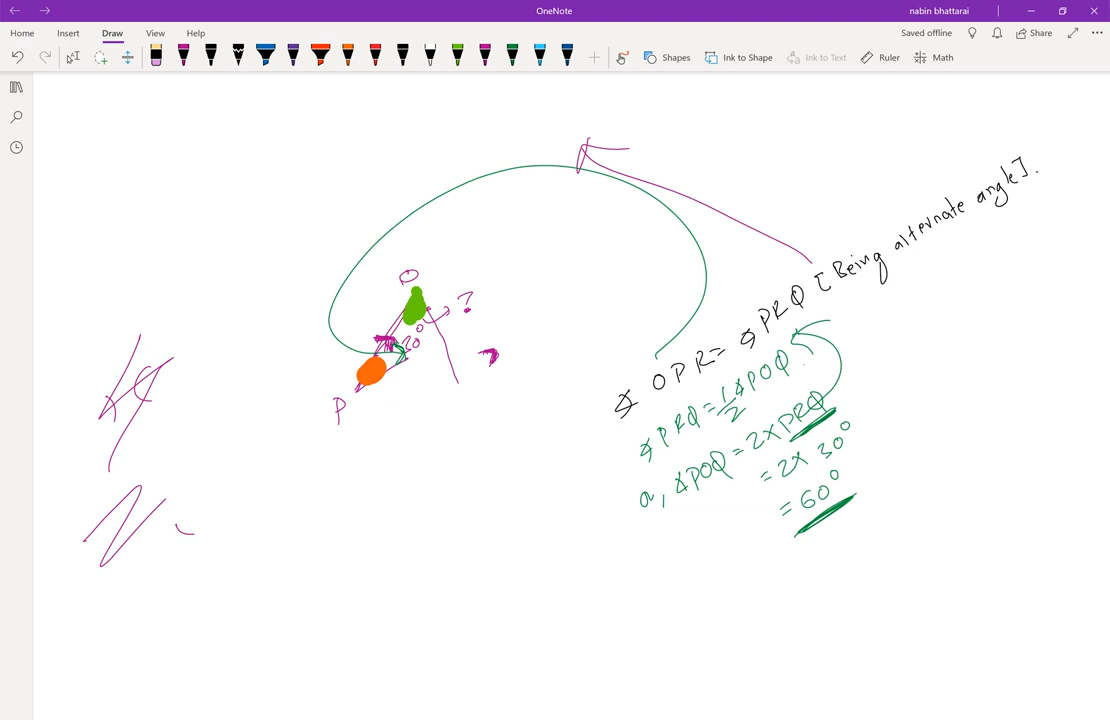 OneNote
nabin bhattarai
Home Insert Draw View Help
Saved offline
Share
Shapes
Ink to Shape
Ink to Text
Ruler
Math
O
?
30°
P
∡ OPR = ∡ PRQ [Being alternate angle].
∡ PRQ = 1/2 ∡ POQ
or, ∡ POQ = 2 x PRQ
= 2 x 30°
= 60°